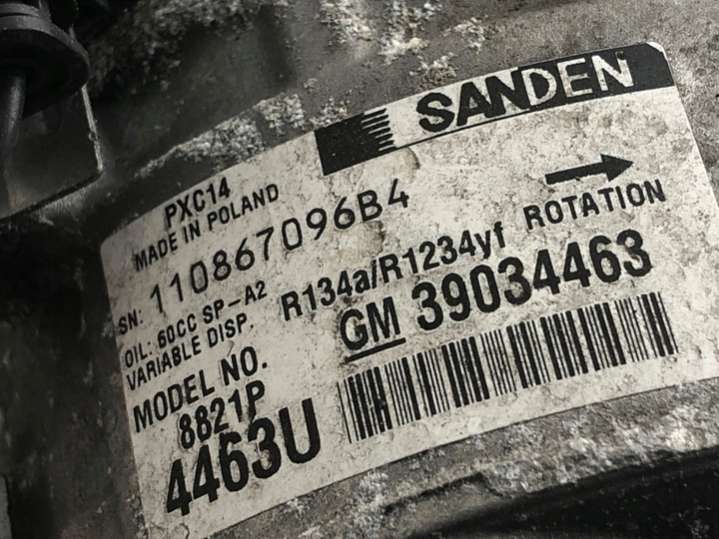 SANDEN
PXC14
MADE IN POLAND
SN: 110867096B4
ROTATION
OIL: 60CC SP-A2
R134a/R1234yf
VARIABLE DISP.
GM 39034463
MODEL NO.
8821P
4463U